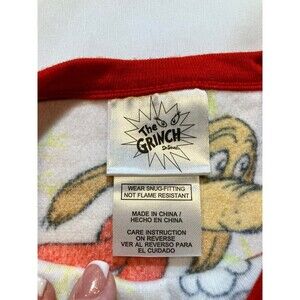 The
GRINCH
Dr. Seuss
WEAR SNUG-FITTING
NOT FLAME RESISTANT
MADE IN CHINA /
HECHO EN CHINA
CARE INSTRUCTION
ON REVERSE
VER AL REVERSO PARA
EL CUIDADO